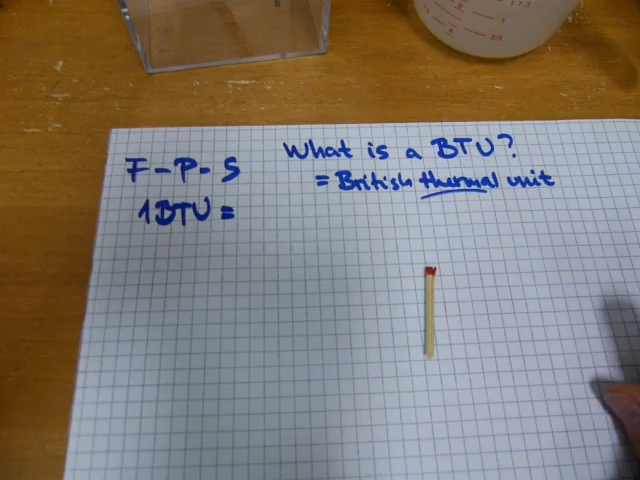 What is a BTU?
= British thermal unit
F-P-S
1BTU =